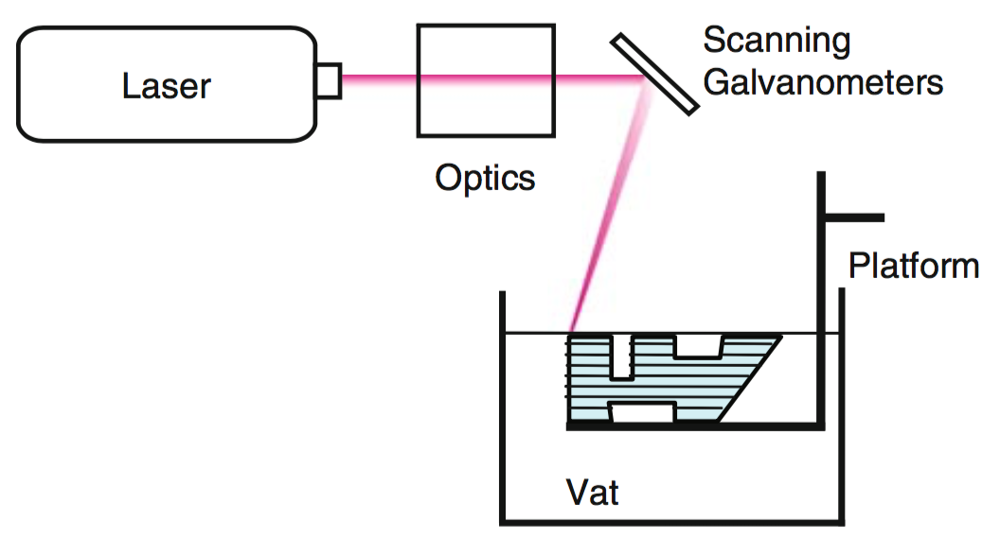 Laser
Optics
Scanning
Galvanometers
Platform
Vat